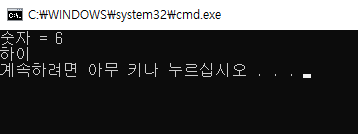 C:₩WINDOWS₩system32₩cmd.exe
숫자 = 6
하이
계속하려면 아무 키나 누르십시오 . . .